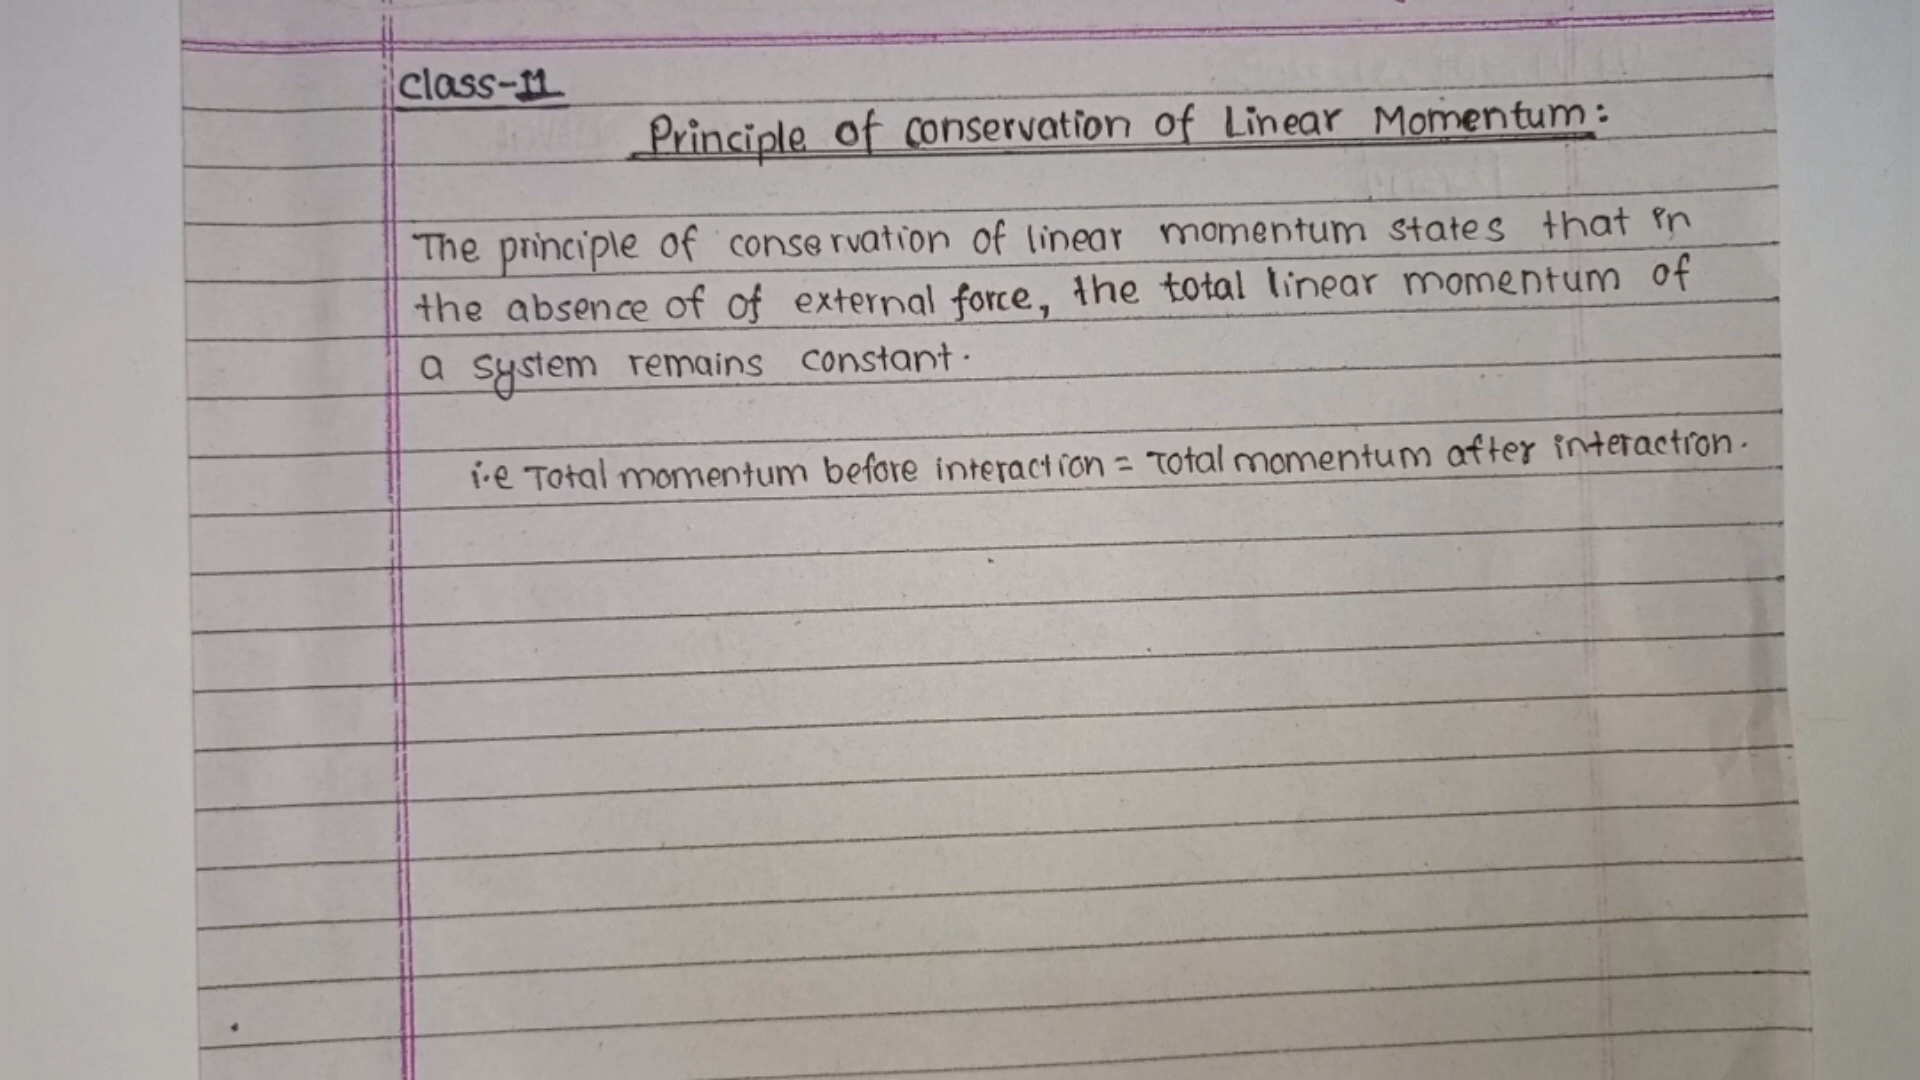 class-11
Principle of conservation of Linear Momentum:
The principle of conservation of linear momentum states that in
the absence of of external force, the total linear momentum of
a system remains constant.
i.e Total momentum before interaction = Total momentum after interaction.